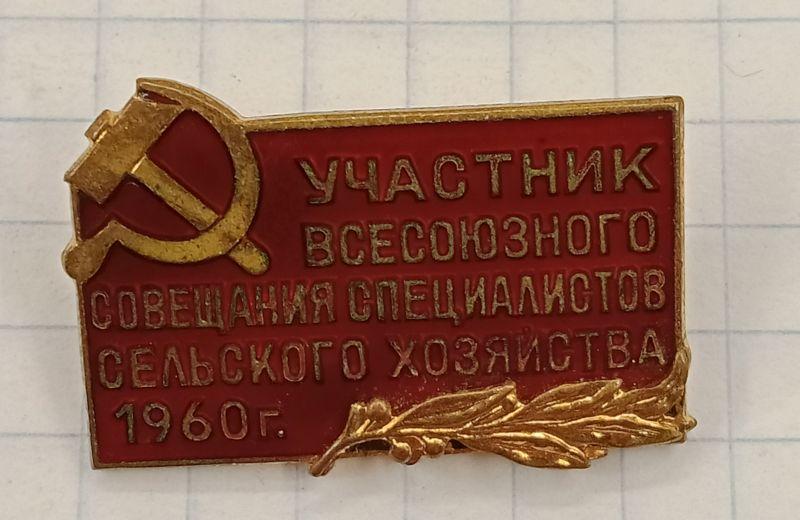 УЧАСТНИК
ВСЕСОЮЗНОГО
СОВЕЩАНИЯ СПЕЦИАЛИСТОВ
СЕЛЬСКОГО ХОЗЯЙСТВА
1960г.